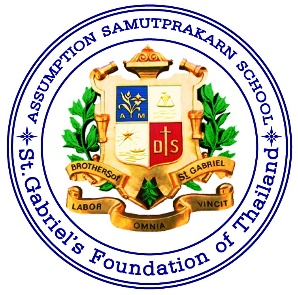 ASSUMPTION SAMUTPRAKARN SCHOOL
St. Gabriel's Foundation of Thailand
A M
D S
BROTHERS of St GABRIEL
LABOR OMNIA VINCIT